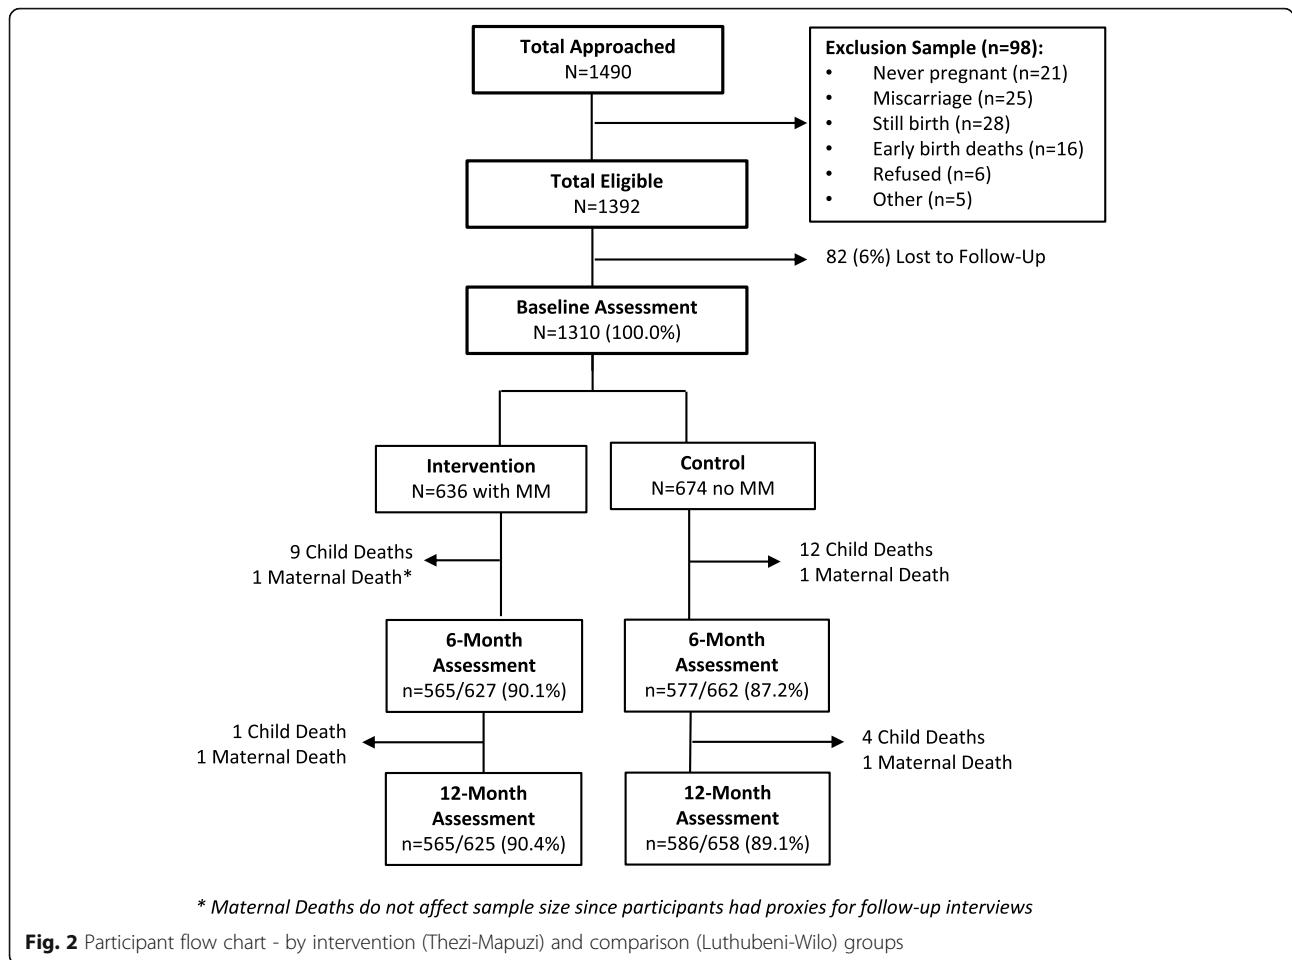 Total Approached
N=1490
Exclusion Sample (n=98):
• Never pregnant (n=21)
• Miscarriage (n=25)
• Still birth (n=28)
• Early birth deaths (n=16)
• Refused (n=6)
• Other (n=5)
Total Eligible
N=1392
82 (6%) Lost to Follow-Up
Baseline Assessment
N=1310 (100.0%)
Intervention
N=636 with MM
Control
N=674 no MM
9 Child Deaths
1 Maternal Death*
12 Child Deaths
1 Maternal Death
6-Month
Assessment
n=565/627 (90.1%)
6-Month
Assessment
n=577/662 (87.2%)
1 Child Death
1 Maternal Death
4 Child Deaths
1 Maternal Death
12-Month
Assessment
n=565/625 (90.4%)
12-Month
Assessment
n=586/658 (89.1%)
* Maternal Deaths do not affect sample size since participants had proxies for follow-up interviews
Fig. 2 Participant flow chart - by intervention (Thezi-Mapuzi) and comparison (Luthubeni-Wilo) groups